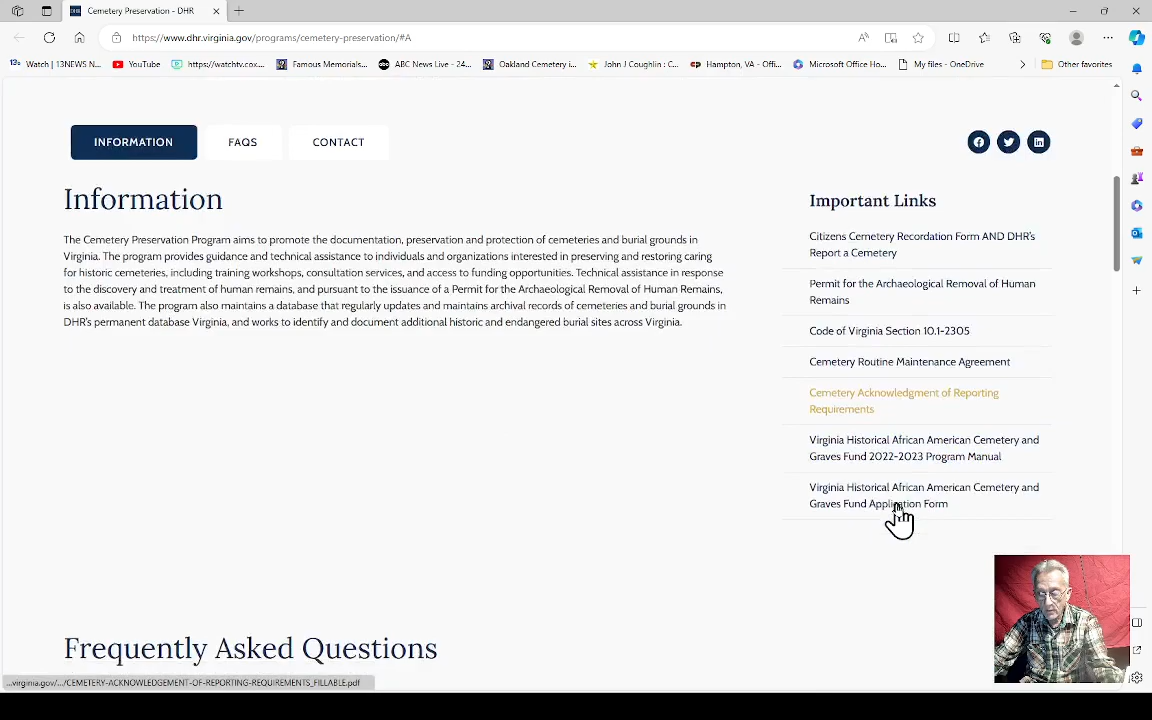 DHR Cemetery Preservation - DHR
https://www.dhr.virginia.gov/programs/cemetery-preservation/#A
13 Watch | 13NEWS N... YouTube https://watchtv.cox.... Famous Memorials... abc ABC News Live - 24... Oakland Cemetery i... John J Coughlin : C... Hampton, VA - Offi... Microsoft Office Ho... My files - OneDrive Other favorites
INFORMATION FAQS CONTACT
Information
The Cemetery Preservation Program aims to promote the documentation, preservation and protection of cemeteries and burial grounds in
Virginia. The program provides guidance and technical assistance to individuals and organizations interested in preserving and restoring caring
for historic cemeteries, including training workshops, consultation services, and access to funding opportunities. Technical assistance in response
to the discovery and treatment of human remains, and pursuant to the issuance of a Permit for the Archaeological Removal of Human Remains,
is also available. The program also maintains a database that regularly updates and maintains archival records of cemeteries and burial grounds in
DHR's permanent database Virginia, and works to identify and document additional historic and endangered burial sites across Virginia.
Important Links
Citizens Cemetery Recordation Form AND DHR's
Report a Cemetery
Permit for the Archaeological Removal of Human
Remains
Code of Virginia Section 10.1-2305
Cemetery Routine Maintenance Agreement
Cemetery Acknowledgment of Reporting
Requirements
Virginia Historical African American Cemetery and
Graves Fund 2022-2023 Program Manual
Virginia Historical African American Cemetery and
Graves Fund Application Form
Frequently Asked Questions
...virginia.gov/.../CEMETERY-ACKNOWLEDGEMENT-OF-REPORTING-REQUIREMENTS_FILLABLE.pdf